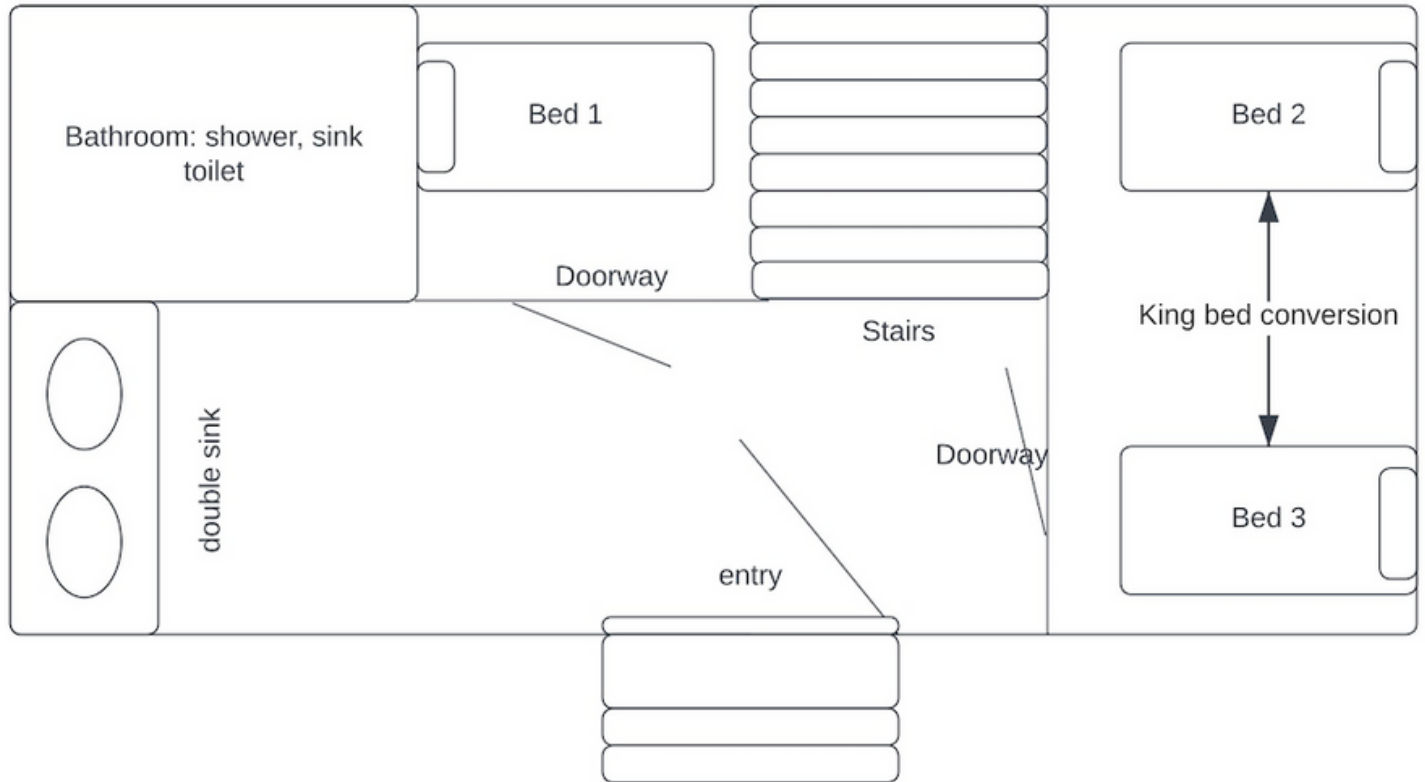 Bathroom: shower, sink
toilet
Bed 1
Bed 2
Doorway
Stairs
King bed conversion
double sink
Doorway
Bed 3
entry